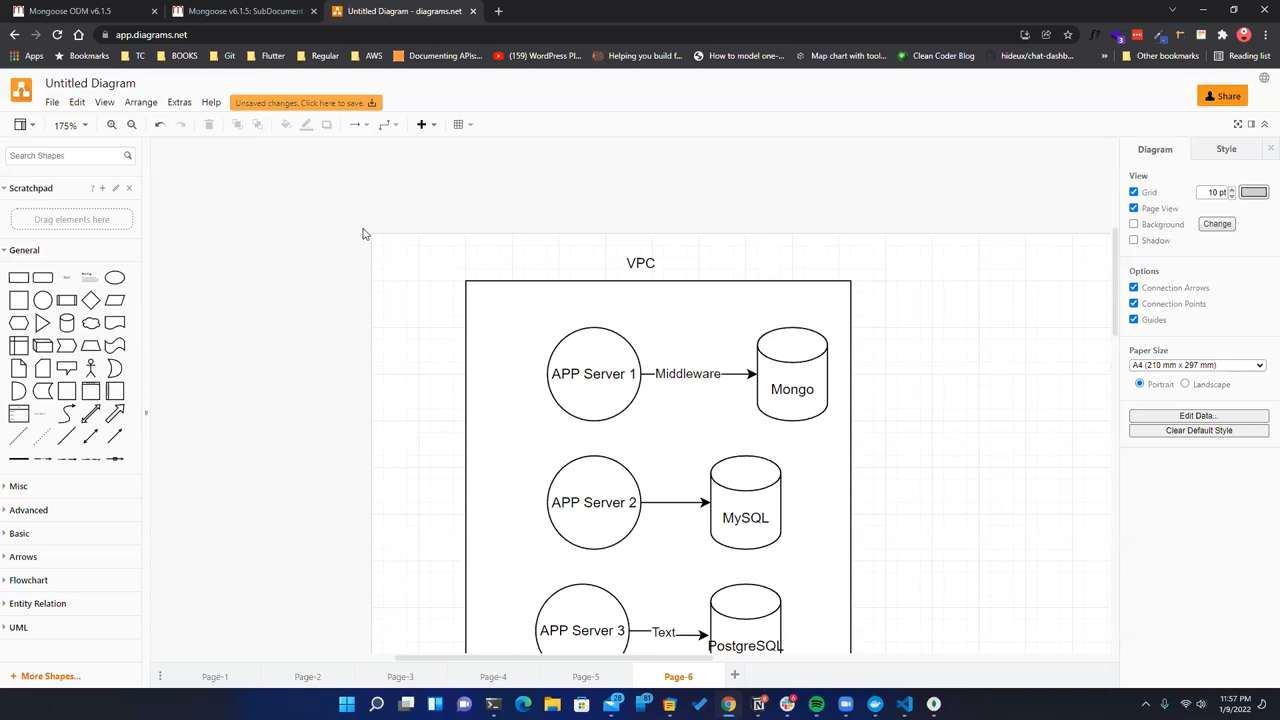 Mongoose ODM v6.1.5
Mongoose v6.1.5: SubDocument
Untitled Diagram - diagrams.net
app.diagrams.net
Apps
Bookmarks
TC
BOOKS
Git
Flutter
Regular
AWS
Documenting APIs:...
(159) WordPress Pl...
Helping you build f...
How to model one-...
Map chart with tool...
Clean Coder Blog
hideux/chat-dashb...
Other bookmarks
Reading list
Untitled Diagram
File
Edit
View
Arrange
Extras
Help
Unsaved changes. Click here to save.
Share
175%
Search Shapes
Scratchpad
?
Drag elements here
General
Misc
Advanced
Basic
Arrows
Flowchart
Entity Relation
UML
+ More Shapes...
VPC
APP Server 1
Middleware
Mongo
APP Server 2
MySQL
APP Server 3
Text
PostgreSQL
Diagram
Style
View
Grid
10 pt
Page View
Background
Change
Shadow
Options
Connection Arrows
Connection Points
Guides
Paper Size
A4 (210 mm x 297 mm)
Portrait
Landscape
Edit Data...
Clear Default Style
Page-1
Page-2
Page-3
Page-4
Page-5
Page-6
11:57 PM
1/9/2022